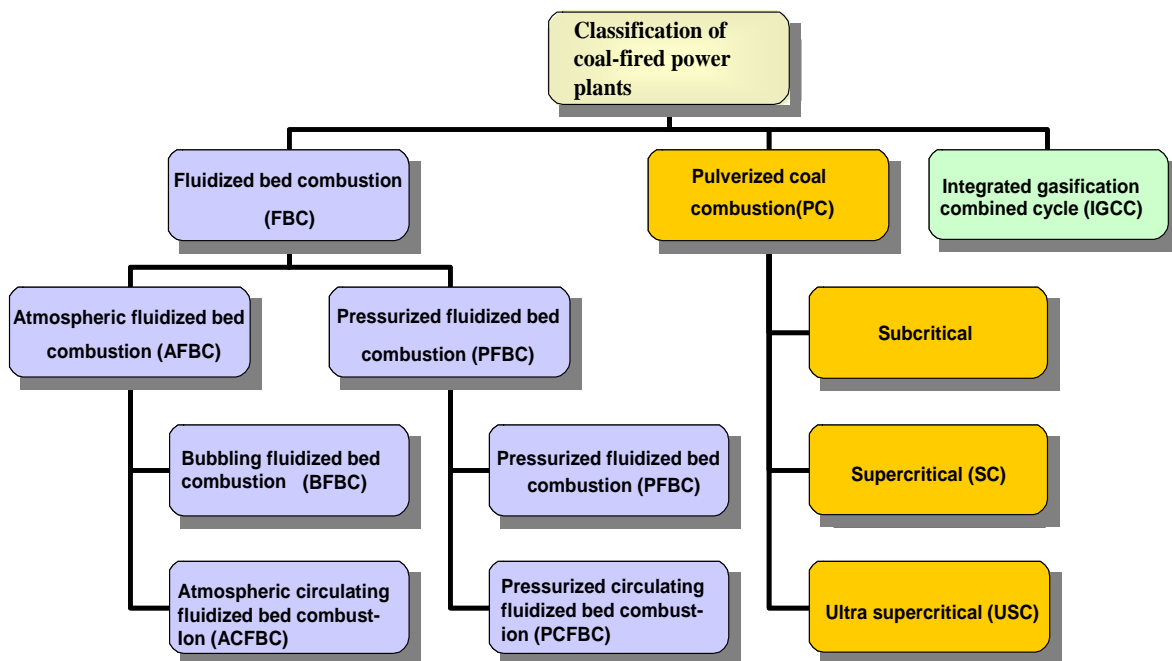 Classification of
coal-fired power
plants
Fluidized bed combustion
(FBC)
Pulverized coal
combustion(PC)
Integrated gasification
combined cycle (IGCC)
Atmospheric fluidized bed
combustion (AFBC)
Pressurized fluidized bed
combustion (PFBC)
Subcritical
Bubbling fluidized bed
combustion (BFBC)
Pressurized fluidized bed
combustion (PFBC)
Supercritical (SC)
Atmospheric circulating
fluidized bed combust-
Ion (ACFBC)
Pressurized circulating
fluidized bed combust-
ion (PCFBC)
Ultra supercritical (USC)